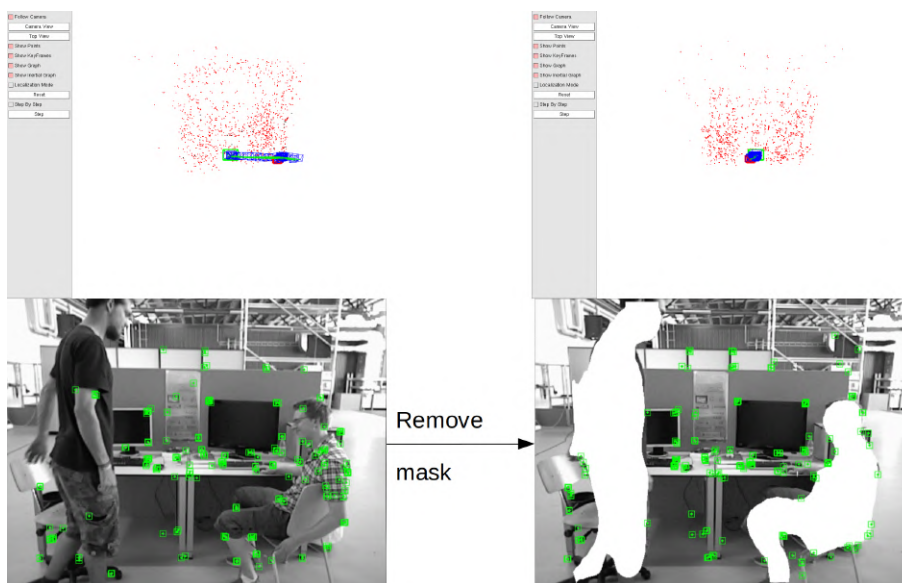 Follow Camera
Camera View
Top View
Show Points
Show KeyFrames
Show Graph
Show Inertial Graph
Localization Mode
Reset
Step By Step
Step
Follow Camera
Camera View
Top View
Show Points
Show KeyFrames
Show Graph
Show Inertial Graph
Localization Mode
Reset
Step By Step
Step
Remove
mask